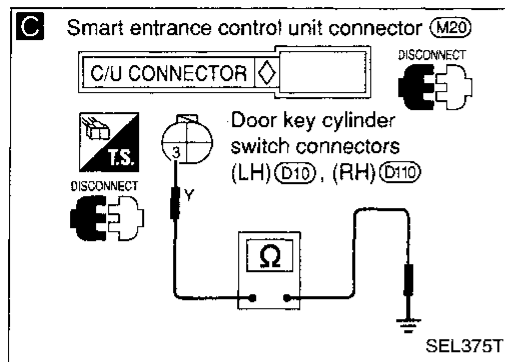 C Smart entrance control unit connector (M20)
DISCONNECT
C/U CONNECTOR
Door key cylinder
switch connectors
(LH) (D10) , (RH) (D110)
T.S.
3
DISCONNECT
Y
Ω
SEL375T